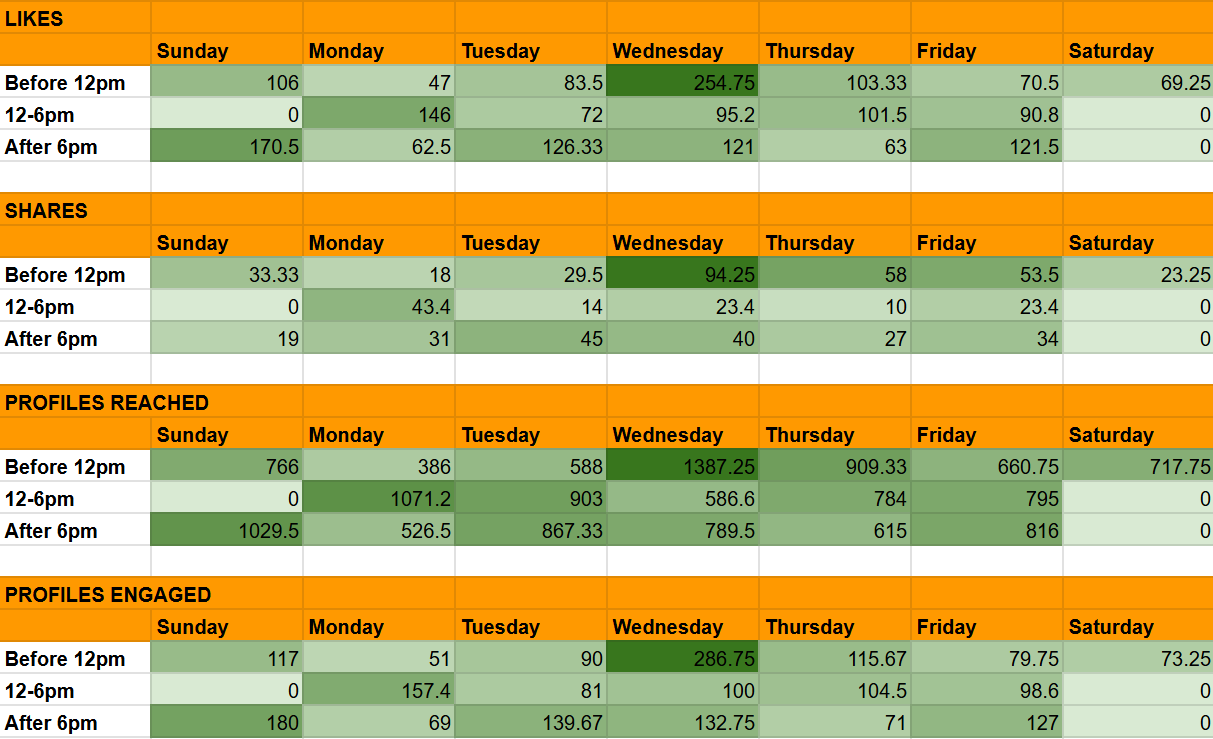 LIKES
Sunday Monday Tuesday Wednesday Thursday Friday Saturday
Before 12pm 106 47 83.5 254.75 103.33 70.5 69.25
12-6pm 0 146 72 95.2 101.5 90.8 0
After 6pm 170.5 62.5 126.33 121 63 121.5 0
SHARES
Sunday Monday Tuesday Wednesday Thursday Friday Saturday
Before 12pm 33.33 18 29.5 94.25 58 53.5 23.25
12-6pm 0 43.4 14 23.4 10 23.4 0
After 6pm 19 31 45 40 27 34 0
PROFILES REACHED
Sunday Monday Tuesday Wednesday Thursday Friday Saturday
Before 12pm 766 386 588 1387.25 909.33 660.75 717.75
12-6pm 0 1071.2 903 586.6 784 795 0
After 6pm 1029.5 526.5 867.33 789.5 615 816 0
PROFILES ENGAGED
Sunday Monday Tuesday Wednesday Thursday Friday Saturday
Before 12pm 117 51 90 286.75 115.67 79.75 73.25
12-6pm 0 157.4 81 100 104.5 98.6 0
After 6pm 180 69 139.67 132.75 71 127 0